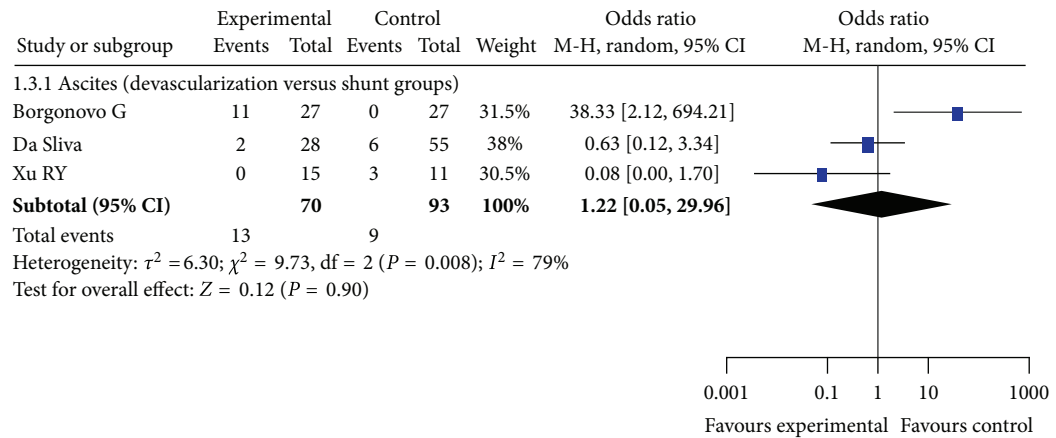 Experimental Control Odds ratio Odds ratio
Study or subgroup Events Total Events Total Weight M-H, random, 95% CI M-H, random, 95% CI
1.3.1 Ascites (devascularization versus shunt groups)
Borgonovo G 11 27 0 27 31.5% 38.33 [2.12, 694.21]
Da Sliva 2 28 6 55 38% 0.63 [0.12, 3.34]
Xu RY 0 15 3 11 30.5% 0.08 [0.00, 1.70]
Subtotal (95% CI) 70 93 100% 1.22 [0.05, 29.96]
Total events 13 9
Heterogeneity: τ² = 6.30; χ² = 9.73, df = 2 (P = 0.008); I² = 79%
Test for overall effect: Z = 0.12 (P = 0.90)
0.001 0.1 1 10 1000
Favours experimental Favours control